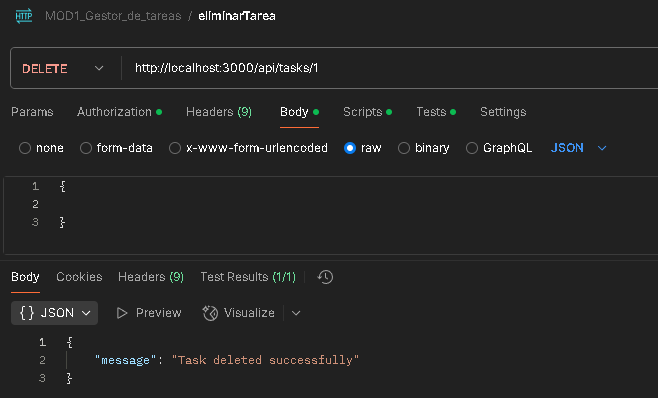 HTTP MOD1_Gestor_de_tareas / eliminarTarea
DELETE http://localhost:3000/api/tasks/1
Params Authorization Headers (9) Body Scripts Tests Settings
none form-data x-www-form-urlencoded raw binary GraphQL JSON
1 {
2
3 }
Body Cookies Headers (9) Test Results (1/1)
{} JSON Preview Visualize
1 {
2 "message": "Task deleted successfully"
3 }